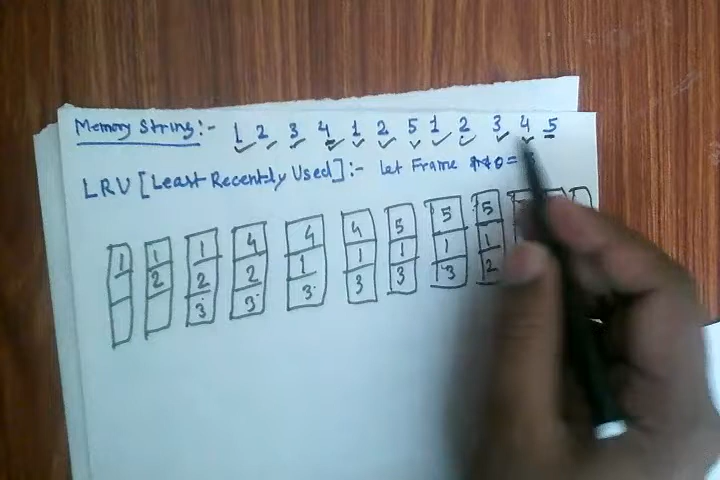 Memory String:- 1 2 3 4 1 2 5 1 2 3 4 5
LRU [Least Recently Used]:- Let Frame no =
1 1 1 4 4 4 5 5 5
2 2 2 1 1 1 1 1
3 3 3 3 3 3 2